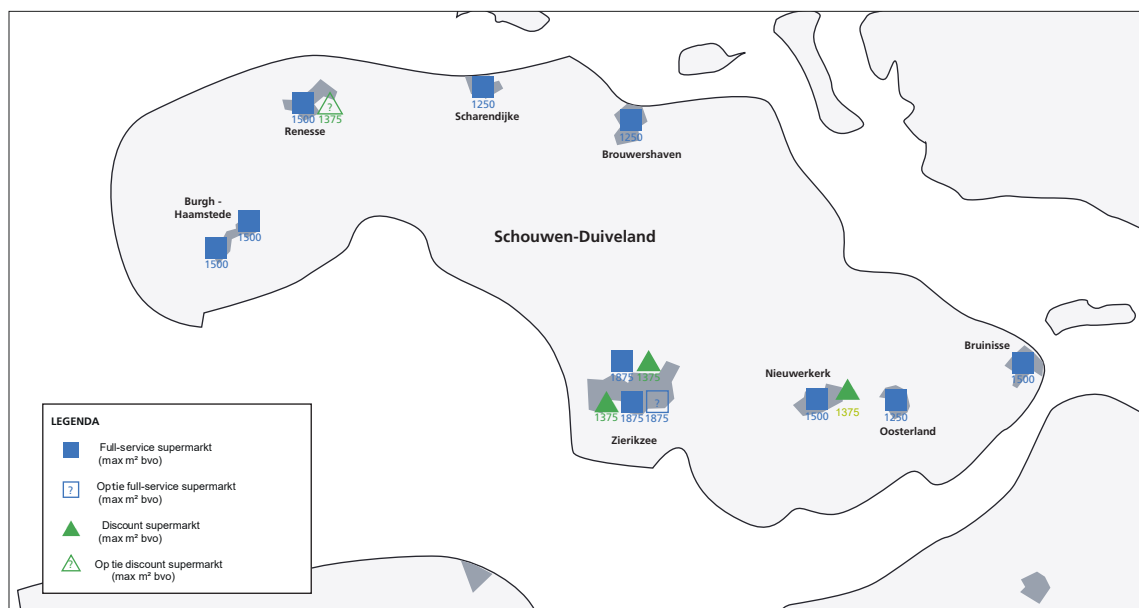 ?
1500 1375
Renesse
1250
Scharendijke
1250
Brouwershaven
Burgh -
Haamstede
1500
1500
Schouwen-Duiveland
1875 1375
?
1375 1875 1875
Zierikzee
Nieuwerkerk
1500 1375
1250
Oosterland
Bruinisse
1500
LEGENDA
Full-service supermarkt
(max m² bvo)
? Optie full-service supermarkt
(max m² bvo)
Discount supermarkt
(max m² bvo)
? Optie discount supermarkt
(max m² bvo)